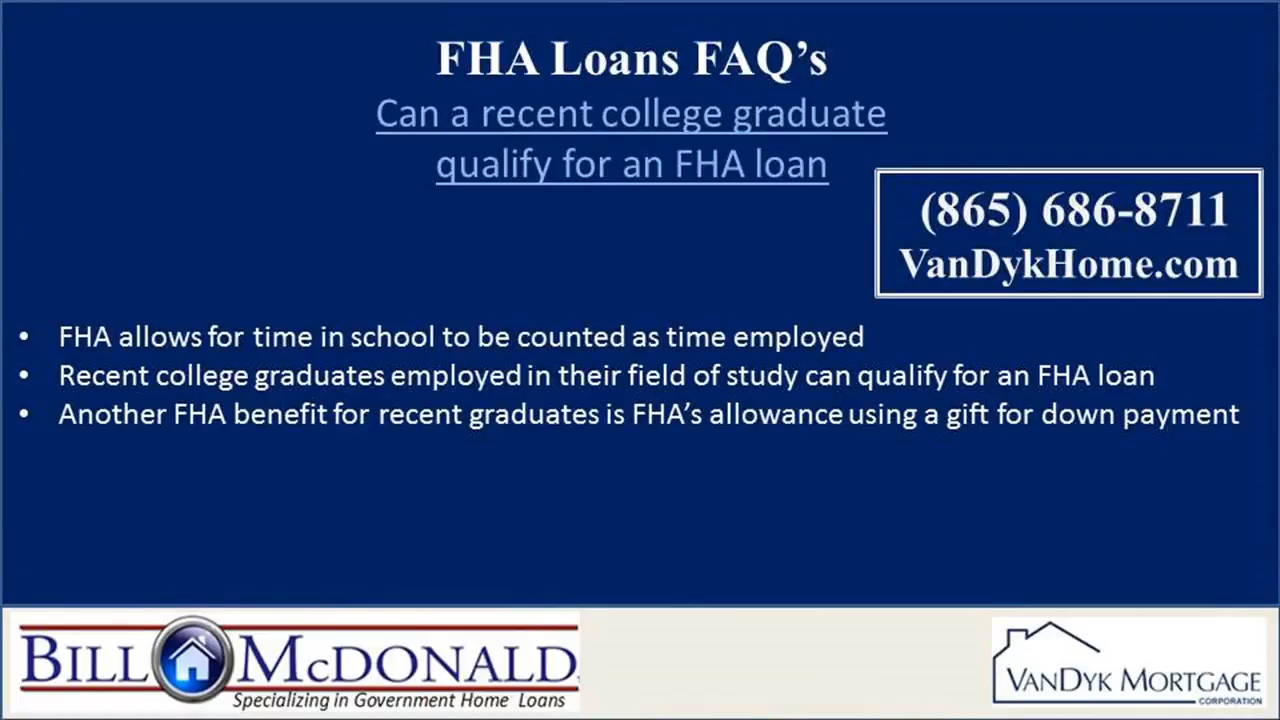 FHA Loans FAQ’s
Can a recent college graduate
qualify for an FHA loan
(865) 686-8711
VanDykHome.com
• FHA allows for time in school to be counted as time employed
• Recent college graduates employed in their field of study can qualify for an FHA loan
• Another FHA benefit for recent graduates is FHA’s allowance using a gift for down payment
BILL MCDONALD
Specializing in Government Home Loans
VANDYK MORTGAGE
CORPORATION